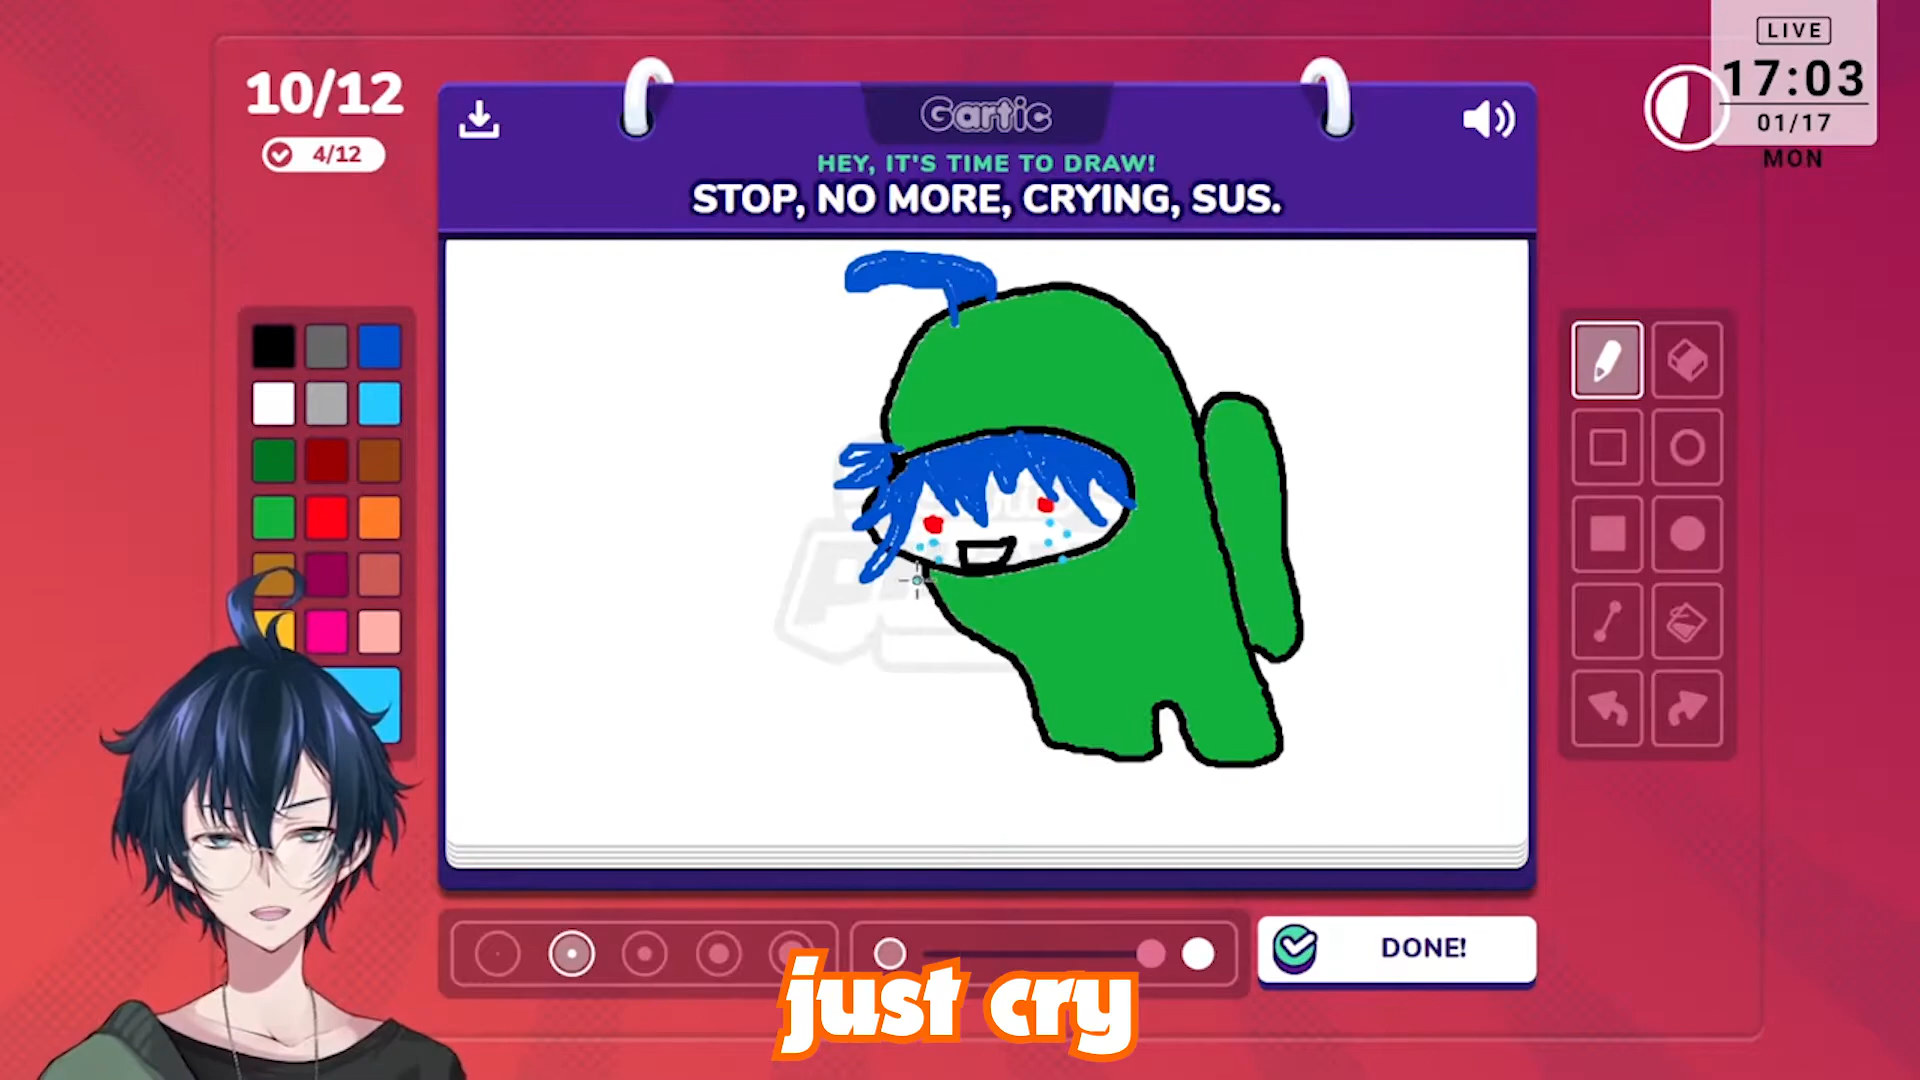 10/12
4/12
Gartic
HEY, IT'S TIME TO DRAW!
STOP, NO MORE, CRYING, SUS.
LIVE
17:03
01/17
MON
DONE!
just cry